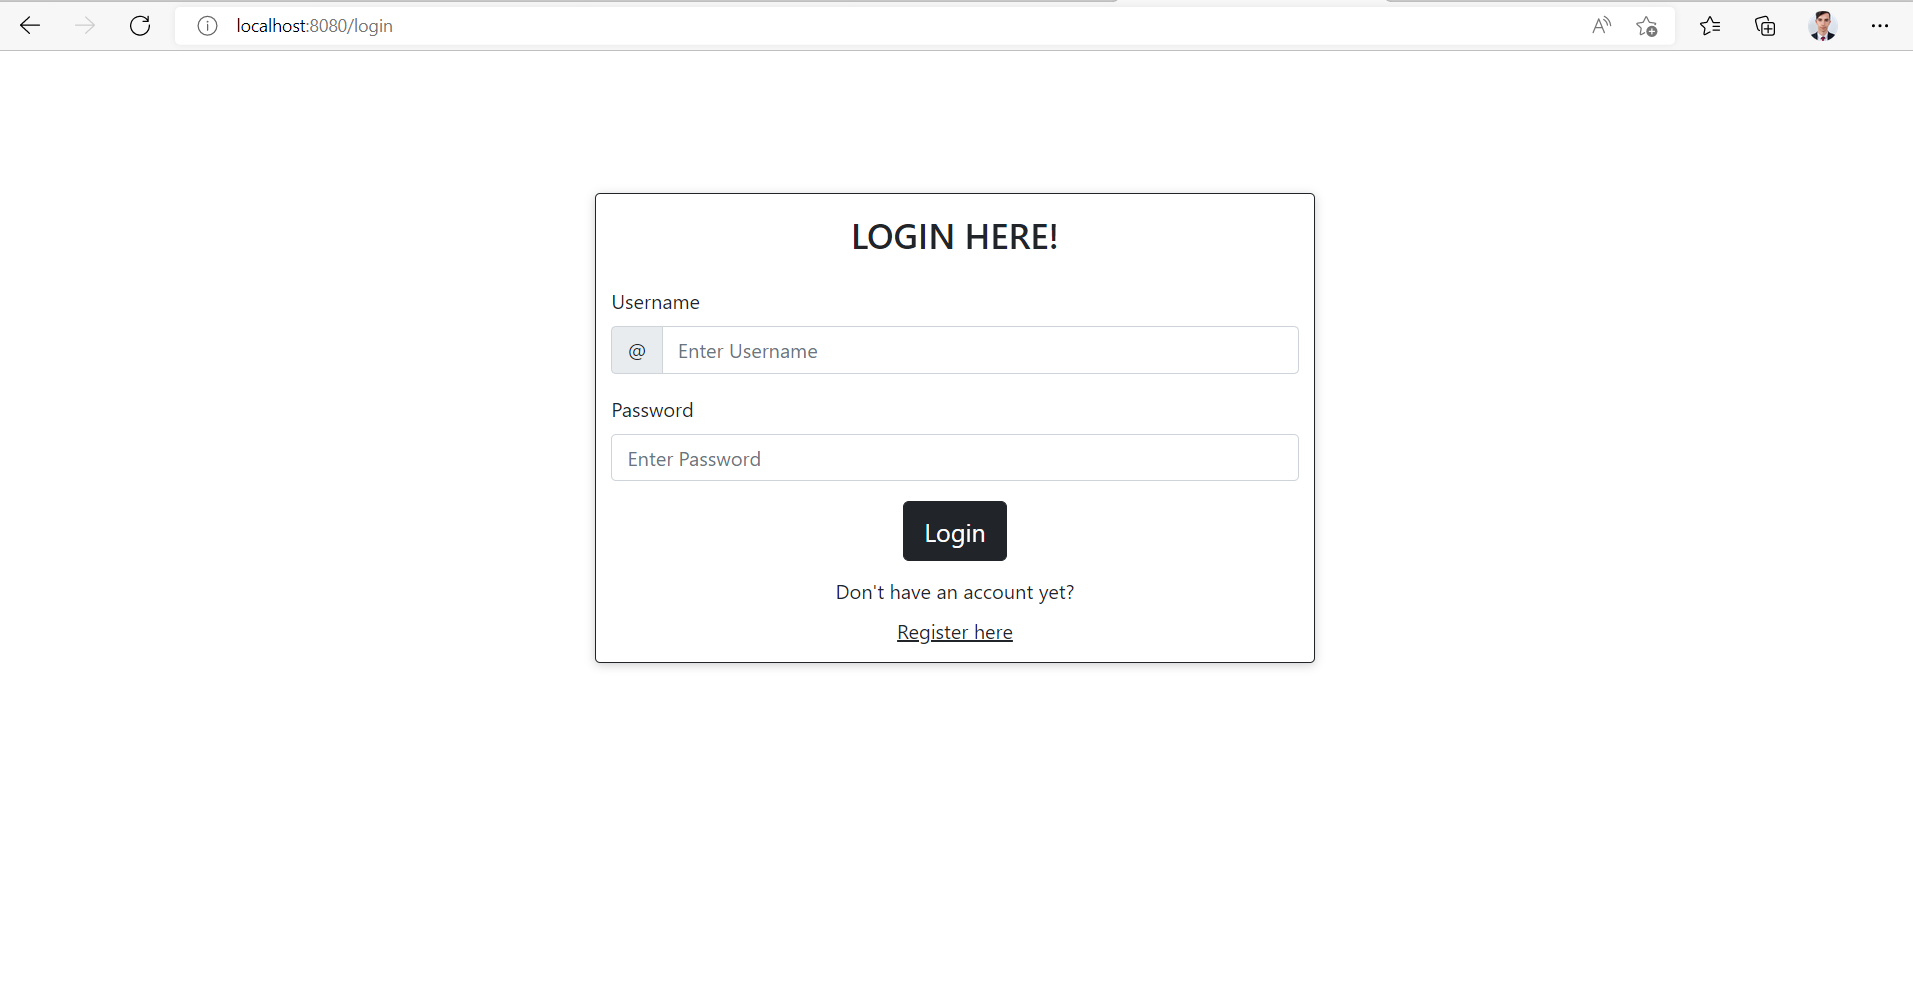 localhost:8080/login
LOGIN HERE!
Username
@ Enter Username
Password
Enter Password
Login
Don't have an account yet?
Register here